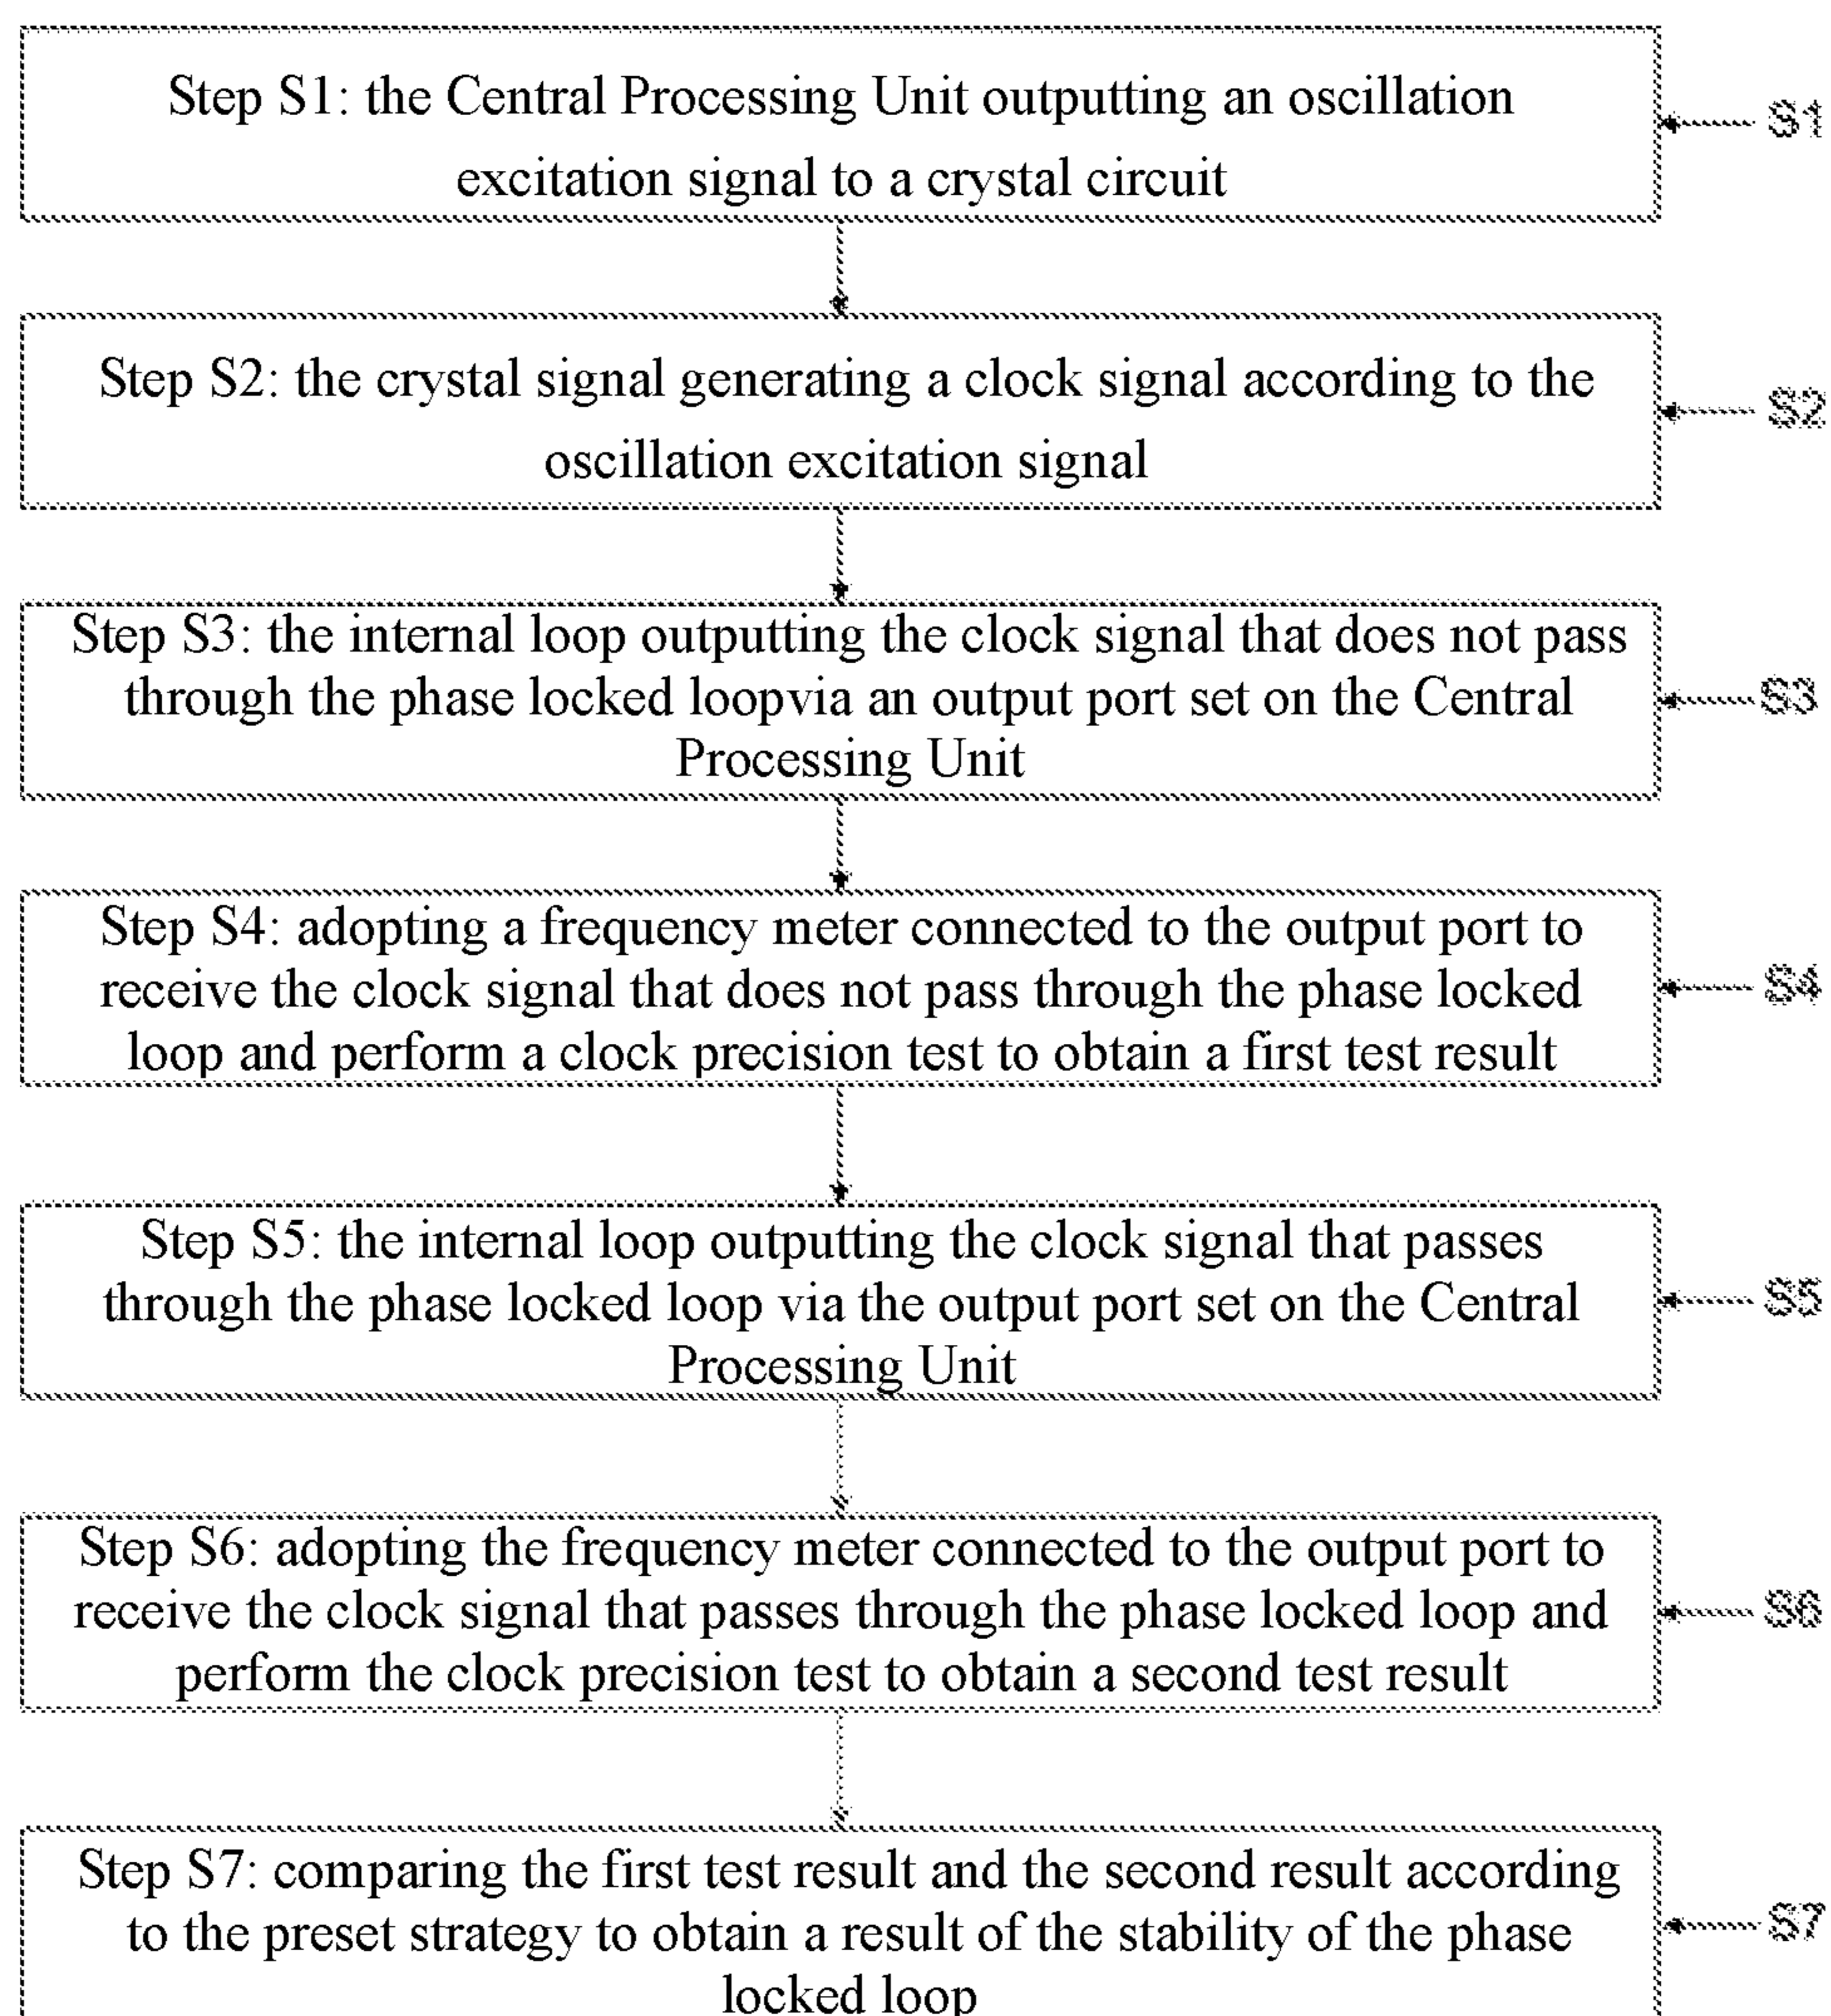 Step S1: the Central Processing Unit outputting an oscillation
excitation signal to a crystal circuit
S1
Step S2: the crystal signal generating a clock signal according to the
oscillation excitation signal
S2
Step S3: the internal loop outputting the clock signal that does not pass
through the phase locked loopvia an output port set on the Central
Processing Unit
S3
Step S4: adopting a frequency meter connected to the output port to
receive the clock signal that does not pass through the phase locked
loop and perform a clock precision test to obtain a first test result
S4
Step S5: the internal loop outputting the clock signal that passes
through the phase locked loop via the output port set on the Central
Processing Unit
S5
Step S6: adopting the frequency meter connected to the output port to
receive the clock signal that passes through the phase locked loop and
perform the clock precision test to obtain a second test result
S6
Step S7: comparing the first test result and the second result according
to the preset strategy to obtain a result of the stability of the phase
locked loop
S7